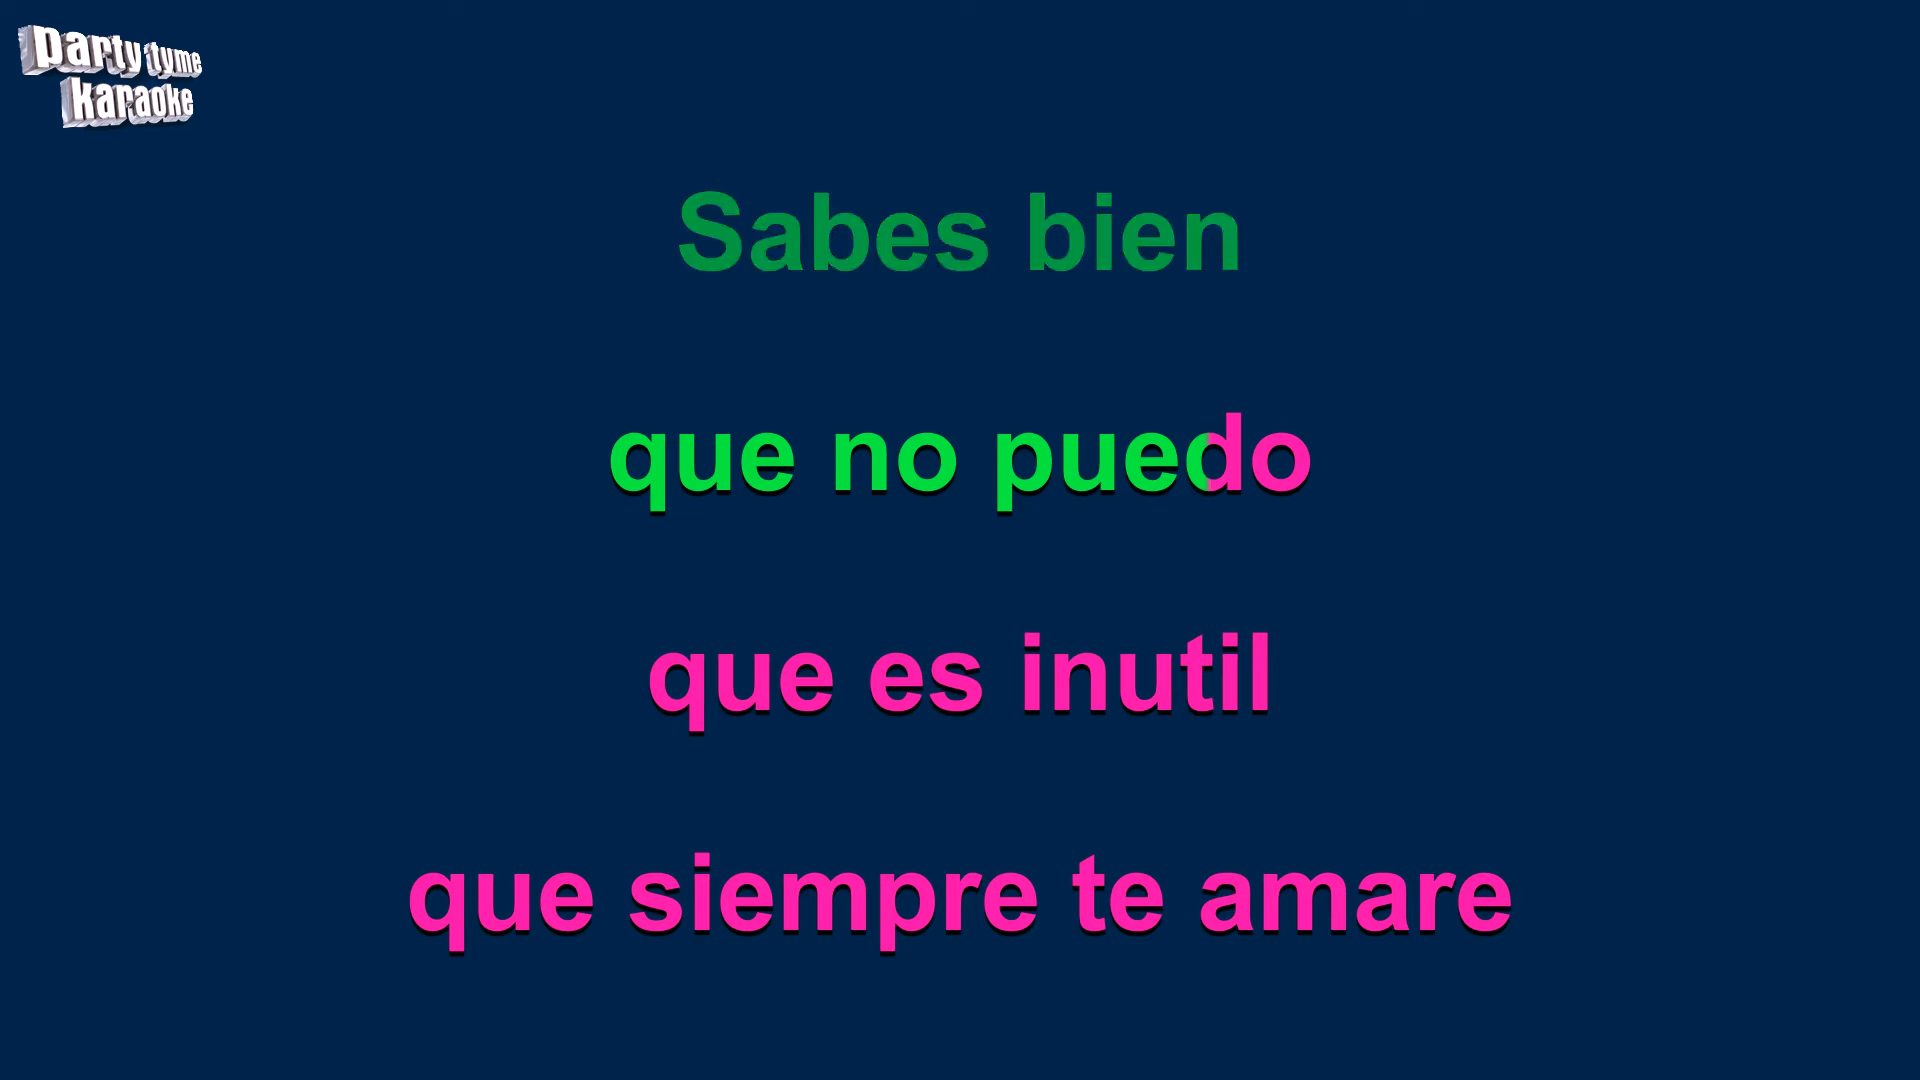 party tyme
karaoke
Sabes bien
que no puedo
que es inutil
que siempre te amare